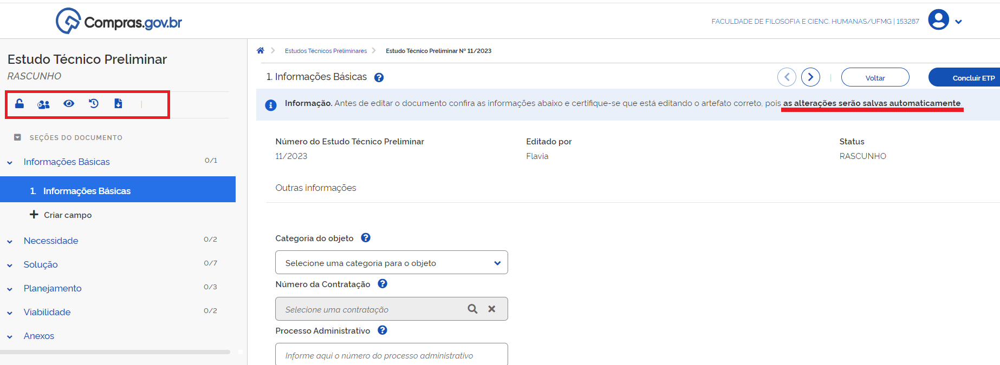 Compras.gov.br
FACULDADE DE FILOSOFIA E CIENC. HUMANAS/UFMG | 153287
Estudo Técnico Preliminar
RASCUNHO
SEÇÕES DO DOCUMENTO
Informações Básicas 0/1
1. Informações Básicas
Criar campo
Necessidade 0/2
Solução 0/7
Planejamento 0/3
Viabilidade 0/2
Anexos
Estudos Técnicos Preliminares Estudo Técnico Preliminar Nº 11/2023
1. Informações Básicas
Voltar
Concluir ETP
Informação. Antes de editar o documento confira as informações abaixo e certifique-se que está editando o artefato correto, pois as alterações serão salvas automaticamente.
Número do Estudo Técnico Preliminar
11/2023
Editado por
Flavia
Status
RASCUNHO
Outras informações
Categoria do objeto
Selecione uma categoria para o objeto
Número da Contratação
Selecione uma contratação
Processo Administrativo
Informe aqui o número do processo administrativo